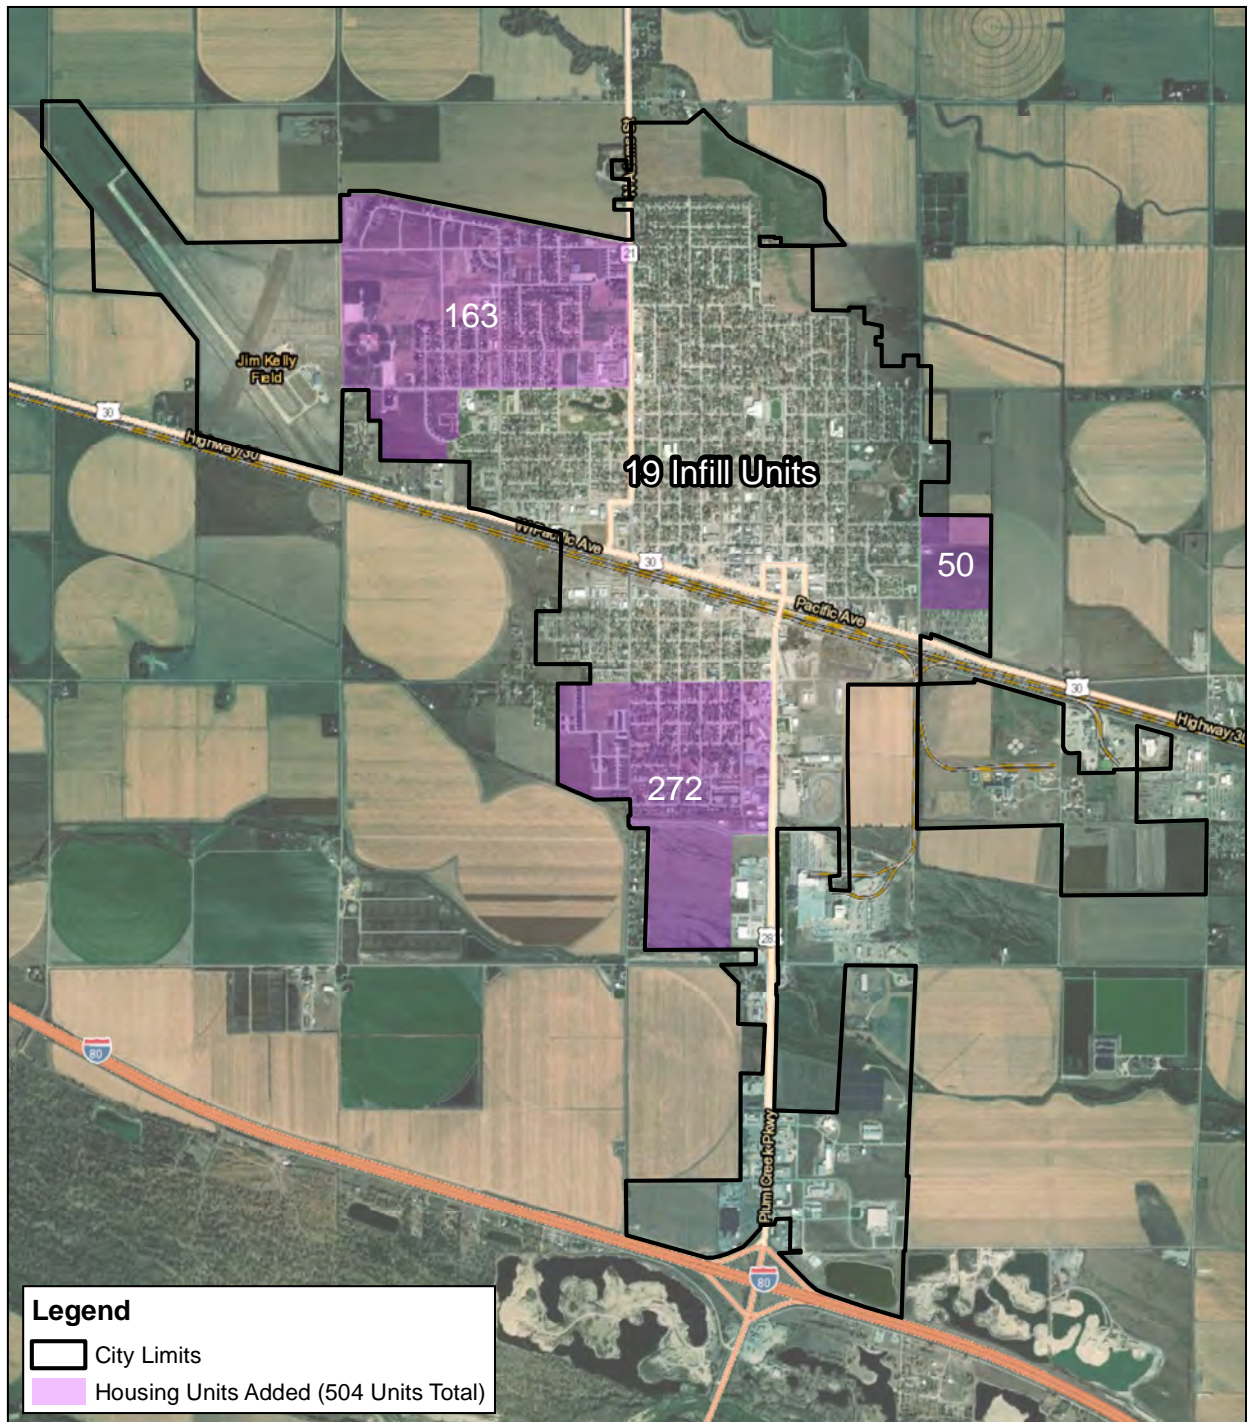 21
163
Jim Kelly
Field
30
Highway 30
19 Infill Units
W Pacific Ave
30
50
Pacific Ave
30
Highway 30
272
28
80
Plum Creek Pkwy
80
Legend
City Limits
Housing Units Added (504 Units Total)